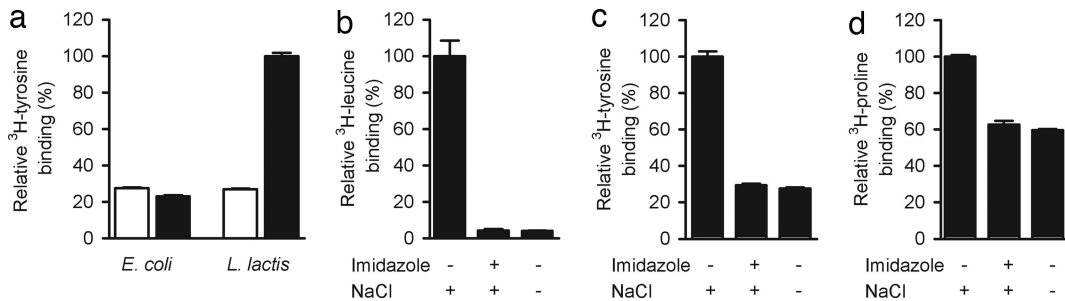 a
Relative ³H-tyrosine
binding (%)
120
100
80
60
40
20
0
E. coli L. lactis
b
Relative ³H-leucine
binding (%)
120
100
80
60
40
20
0
Imidazole - + -
NaCl + + -
c
Relative ³H-tyrosine
binding (%)
120
100
80
60
40
20
0
Imidazole - + -
NaCl + + -
d
Relative ³H-proline
binding (%)
120
100
80
60
40
20
0
Imidazole - + -
NaCl + + -